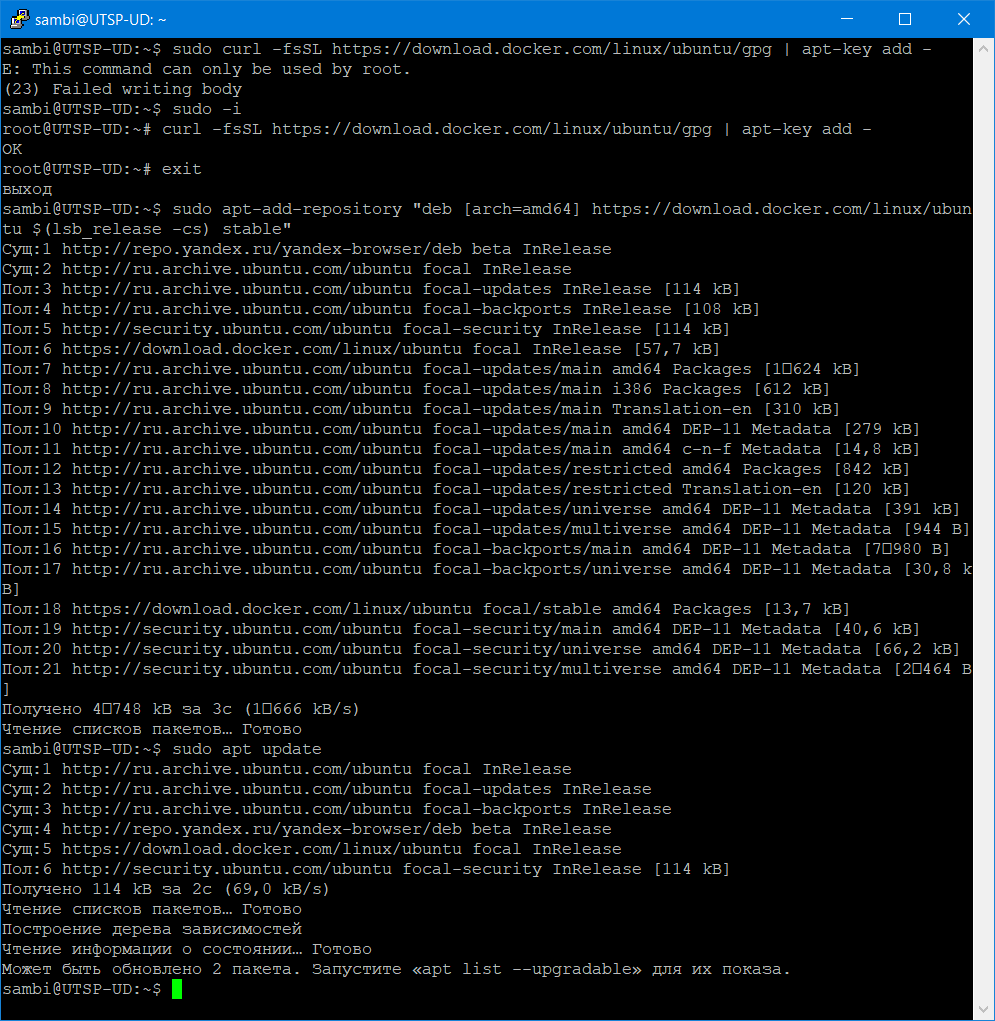 sambi@UTSP-UD: ~
sambi@UTSP-UD:~$ sudo curl -fsSL https://download.docker.com/linux/ubuntu/gpg | apt-key add -
E: This command can only be used by root.
(23) Failed writing body
sambi@UTSP-UD:~$ sudo -i
root@UTSP-UD:~# curl -fsSL https://download.docker.com/linux/ubuntu/gpg | apt-key add -
OK
root@UTSP-UD:~# exit
выход
sambi@UTSP-UD:~$ sudo apt-add-repository "deb [arch=amd64] https://download.docker.com/linux/ubun
tu $(lsb_release -cs) stable"
Сущ:1 http://repo.yandex.ru/yandex-browser/deb beta InRelease
Сущ:2 http://ru.archive.ubuntu.com/ubuntu focal InRelease
Пол:3 http://ru.archive.ubuntu.com/ubuntu focal-updates InRelease [114 kB]
Пол:4 http://ru.archive.ubuntu.com/ubuntu focal-backports InRelease [108 kB]
Пол:5 http://security.ubuntu.com/ubuntu focal-security InRelease [114 kB]
Пол:6 https://download.docker.com/linux/ubuntu focal InRelease [57,7 kB]
Пол:7 http://ru.archive.ubuntu.com/ubuntu focal-updates/main amd64 Packages [1▯624 kB]
Пол:8 http://ru.archive.ubuntu.com/ubuntu focal-updates/main i386 Packages [612 kB]
Пол:9 http://ru.archive.ubuntu.com/ubuntu focal-updates/main Translation-en [310 kB]
Пол:10 http://ru.archive.ubuntu.com/ubuntu focal-updates/main amd64 DEP-11 Metadata [279 kB]
Пол:11 http://ru.archive.ubuntu.com/ubuntu focal-updates/main amd64 c-n-f Metadata [14,8 kB]
Пол:12 http://ru.archive.ubuntu.com/ubuntu focal-updates/restricted amd64 Packages [842 kB]
Пол:13 http://ru.archive.ubuntu.com/ubuntu focal-updates/restricted Translation-en [120 kB]
Пол:14 http://ru.archive.ubuntu.com/ubuntu focal-updates/universe amd64 DEP-11 Metadata [391 kB]
Пол:15 http://ru.archive.ubuntu.com/ubuntu focal-updates/multiverse amd64 DEP-11 Metadata [944 B]
Пол:16 http://ru.archive.ubuntu.com/ubuntu focal-backports/main amd64 DEP-11 Metadata [7▯980 B]
Пол:17 http://ru.archive.ubuntu.com/ubuntu focal-backports/universe amd64 DEP-11 Metadata [30,8 k
B]
Пол:18 https://download.docker.com/linux/ubuntu focal/stable amd64 Packages [13,7 kB]
Пол:19 http://security.ubuntu.com/ubuntu focal-security/main amd64 DEP-11 Metadata [40,6 kB]
Пол:20 http://security.ubuntu.com/ubuntu focal-security/universe amd64 DEP-11 Metadata [66,2 kB]
Пол:21 http://security.ubuntu.com/ubuntu focal-security/multiverse amd64 DEP-11 Metadata [2▯464 B
]
Получено 4▯748 kB за 3с (1▯666 kB/s)
Чтение списков пакетов… Готово
sambi@UTSP-UD:~$ sudo apt update
Сущ:1 http://ru.archive.ubuntu.com/ubuntu focal InRelease
Сущ:2 http://ru.archive.ubuntu.com/ubuntu focal-updates InRelease
Сущ:3 http://ru.archive.ubuntu.com/ubuntu focal-backports InRelease
Сущ:4 http://repo.yandex.ru/yandex-browser/deb beta InRelease
Сущ:5 https://download.docker.com/linux/ubuntu focal InRelease
Пол:6 http://security.ubuntu.com/ubuntu focal-security InRelease [114 kB]
Получено 114 kB за 2с (69,0 kB/s)
Чтение списков пакетов… Готово
Построение дерева зависимостей
Чтение информации о состоянии… Готово
Может быть обновлено 2 пакета. Запустите «apt list --upgradable» для их показа.
sambi@UTSP-UD:~$